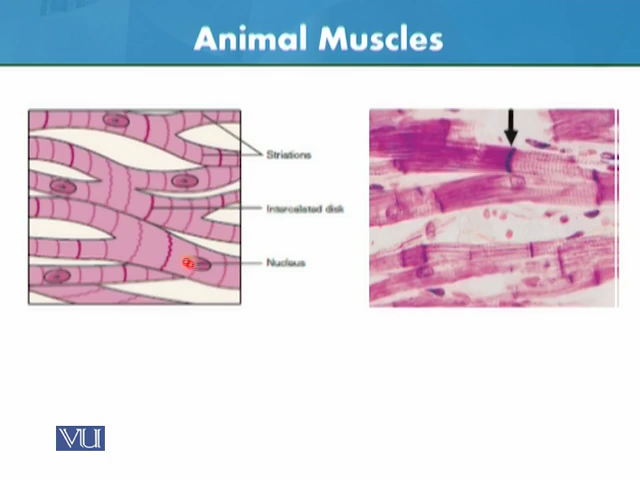 Animal Muscles
Striations
Intercalated disk
Nucleus
VU